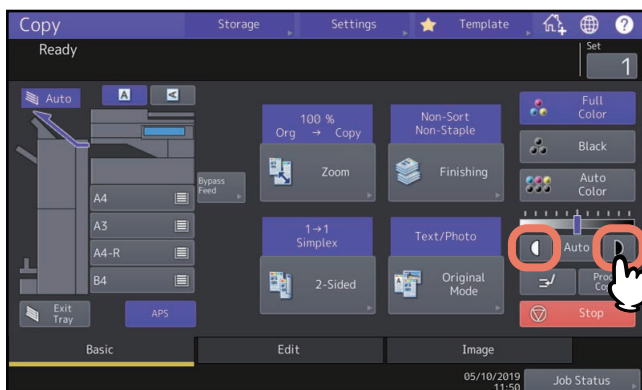 Copy
Storage
Settings
Template
?
Ready
Set
1
Auto
A
A
100 %
Org → Copy
Zoom
Non-Sort
Non-Staple
Finishing
Full
Color
Black
Auto
Color
Bypass
Feed
A4
A3
A4-R
B4
1→1
Simplex
2-Sided
Text/Photo
Original
Mode
Auto
Exit
Tray
APS
Stop
Basic
Edit
Image
05/10/2019
11:50
Job Status